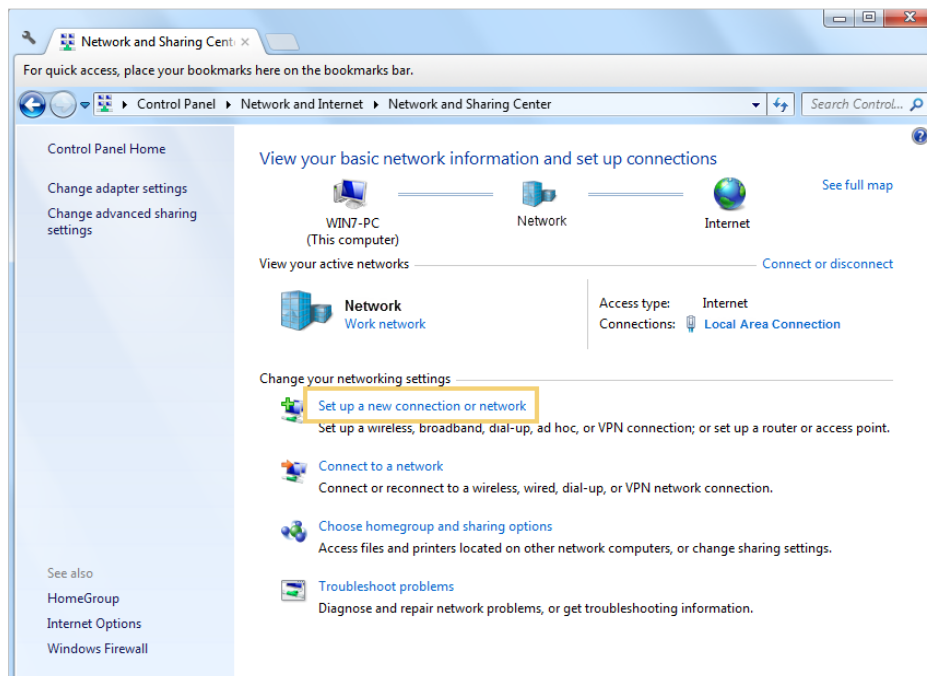 Network and Sharing Cent
For quick access, place your bookmarks here on the bookmarks bar.
Control Panel Network and Internet Network and Sharing Center
Search Control...
Control Panel Home
Change adapter settings
Change advanced sharing
settings
See also
HomeGroup
Internet Options
Windows Firewall
View your basic network information and set up connections
See full map
WIN7-PC
(This computer)
Network
Internet
View your active networks
Connect or disconnect
Network
Work network
Access type: Internet
Connections: Local Area Connection
Change your networking settings
Set up a new connection or network
Set up a wireless, broadband, dial-up, ad hoc, or VPN connection; or set up a router or access point.
Connect to a network
Connect or reconnect to a wireless, wired, dial-up, or VPN network connection.
Choose homegroup and sharing options
Access files and printers located on other network computers, or change sharing settings.
Troubleshoot problems
Diagnose and repair network problems, or get troubleshooting information.